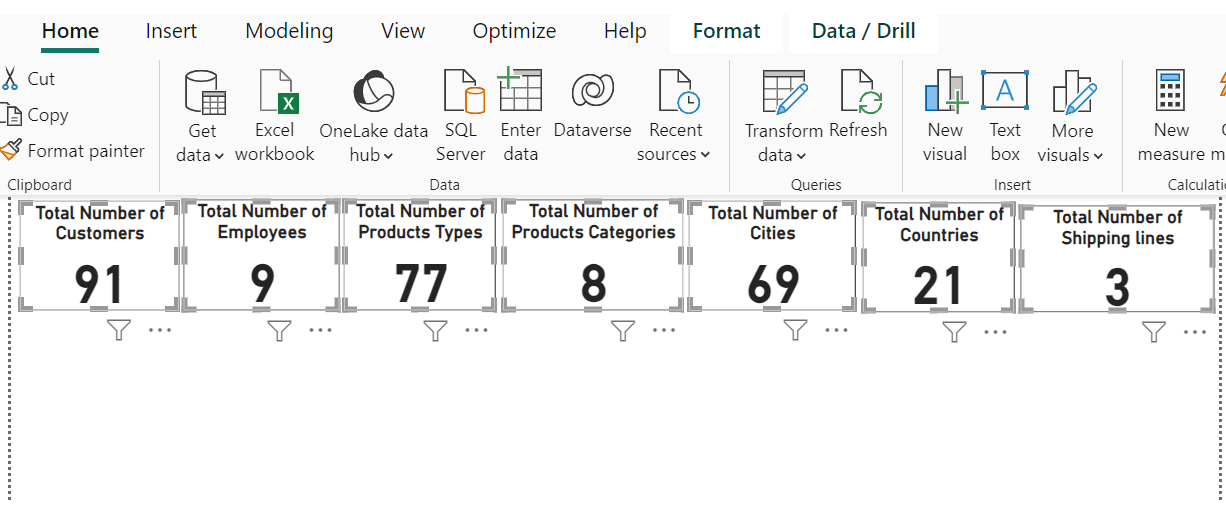 Home Insert Modeling View Optimize Help Format Data / Drill
Cut
Copy
Format painter
Clipboard
Get
data
Excel
workbook
OneLake data
hub
SQL
Server
Enter
data
Dataverse
Recent
sources
Data
Transform
data
Refresh
Queries
New
visual
Text
box
More
visuals
Insert
New
measure
Total Number of
Customers
91
Total Number of
Employees
9
Total Number of
Products Types
77
Total Number of
Products Categories
8
Total Number of
Cities
69
Total Number of
Countries
21
Total Number of
Shipping lines
3